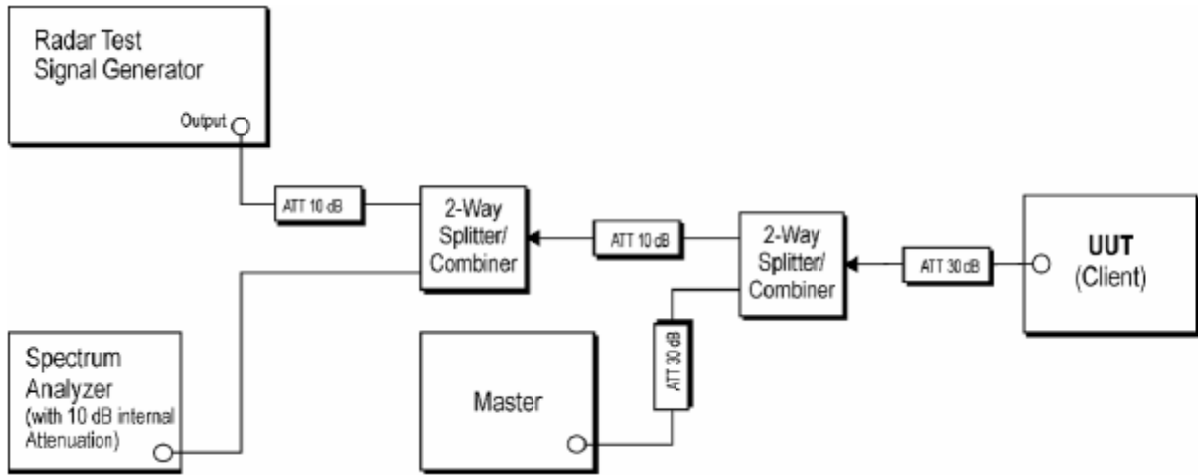 Radar Test
Signal Generator
Output
ATT 10 dB
2-Way
Splitter/
Combiner
ATT 10 dB
2-Way
Splitter/
Combiner
ATT 30 dB
UUT
(Client)
Spectrum
Analyzer
(with 10 dB internal
Attenuation)
Master
ATT 30 dB